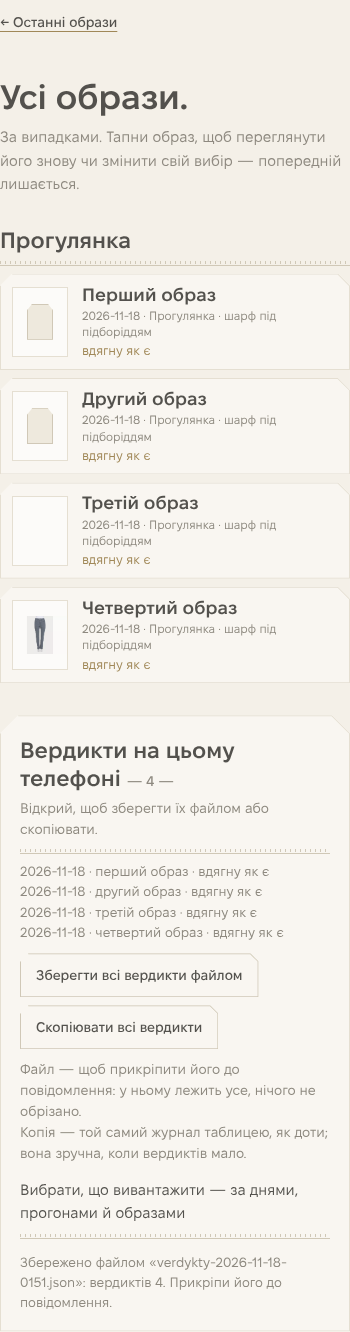 ← Останні образи
Усі образи.
За випадками. Тапни образ, щоб переглянути
його знову чи змінити свій вибір — попередній
лишається.
Прогулянка
Перший образ
2026-11-18 · Прогулянка · шарф під
підборіддям
вдягну як є
Другий образ
2026-11-18 · Прогулянка · шарф під
підборіддям
вдягну як є
Третій образ
2026-11-18 · Прогулянка · шарф під
підборіддям
вдягну як є
Четвертий образ
2026-11-18 · Прогулянка · шарф під
підборіддям
вдягну як є
Вердикти на цьому
телефоні — 4 —
Відкрий, щоб зберегти їх файлом або
скопіювати.
2026-11-18 · перший образ · вдягну як є
2026-11-18 · другий образ · вдягну як є
2026-11-18 · третій образ · вдягну як є
2026-11-18 · четвертий образ · вдягну як є
Зберегти всі вердикти файлом
Скопіювати всі вердикти
Файл — щоб прикріпити його до
повідомлення: у ньому лежить усе, нічого не
обрізано.
Копія — той самий журнал таблицею, як доти;
вона зручна, коли вердиктів мало.
Вибрати, що вивантажити — за днями,
прогонами й образами
Збережено файлом «verdykty-2026-11-18-
0151.json»: вердиктів 4. Прикріпи його до
повідомлення.